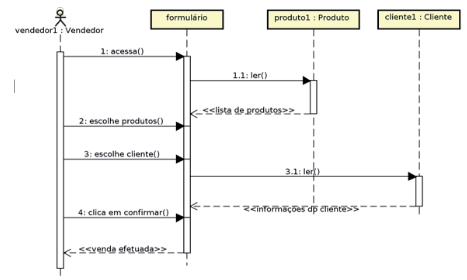 formulário
produto1 : Produto
cliente1 : Cliente
vendedor1 : Vendedor
1: acessa()
1.1: ler()
<<lista de produtos>>
2: escolhe produtos()
3: escolhe cliente()
3.1: ler()
<<informações do cliente>>
4: clica em confirmar()
<<venda efetuada>>